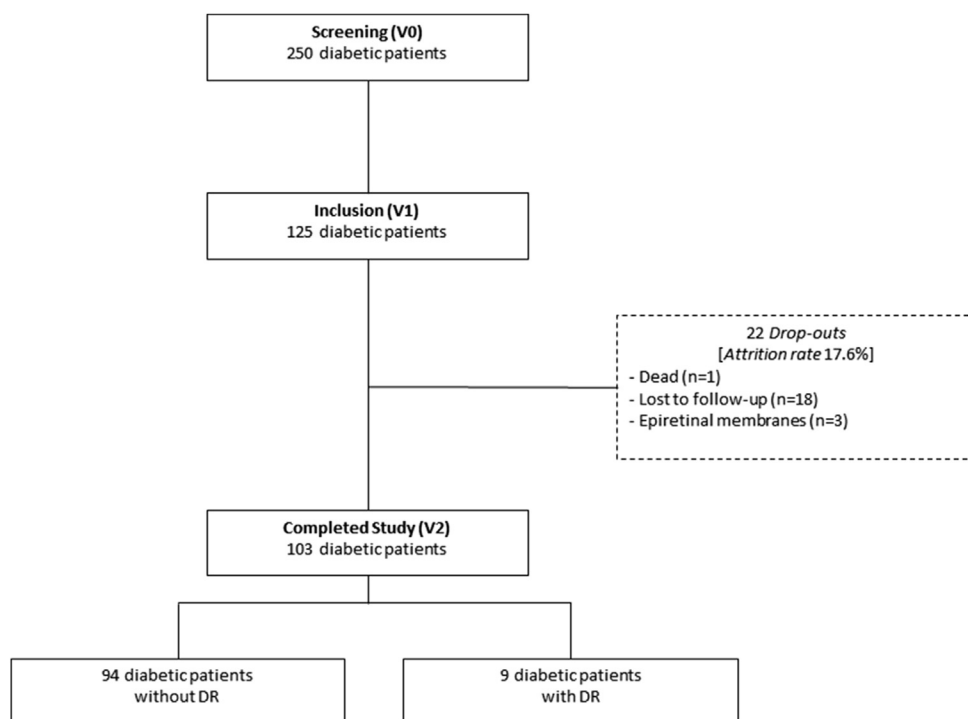 Screening (V0)
250 diabetic patients
Inclusion (V1)
125 diabetic patients
22 Drop-outs
[Attrition rate 17.6%]
- Dead (n=1)
- Lost to follow-up (n=18)
- Epiretinal membranes (n=3)
Completed Study (V2)
103 diabetic patients
94 diabetic patients
without DR
9 diabetic patients
with DR